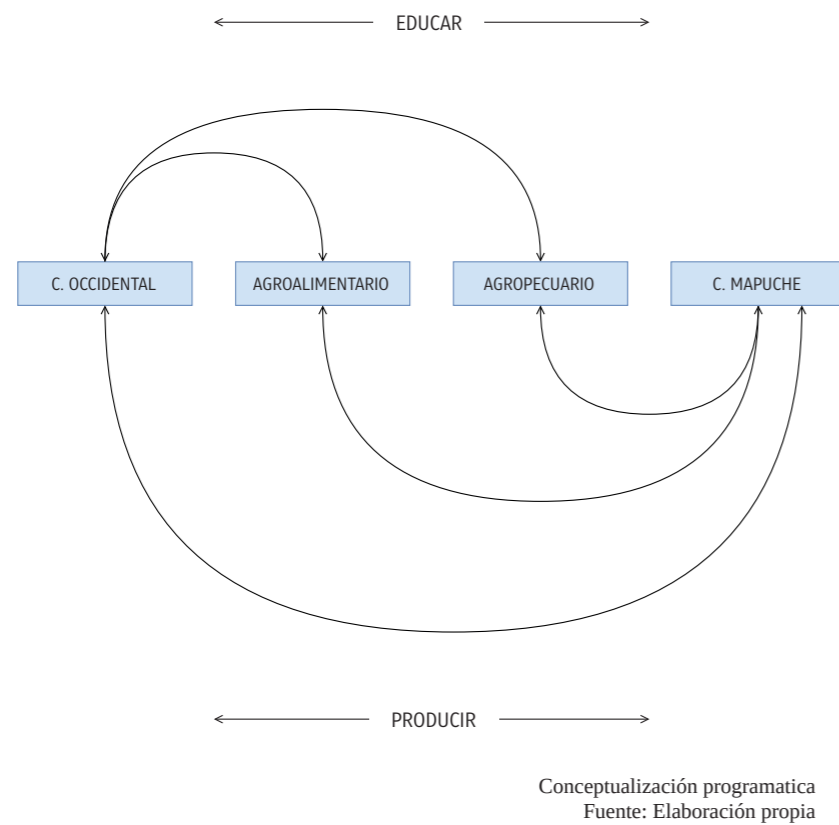 EDUCAR
C. OCCIDENTAL
AGROALIMENTARIO
AGROPECUARIO
C. MAPUCHE
PRODUCIR
Conceptualización programatica
Fuente: Elaboración propia